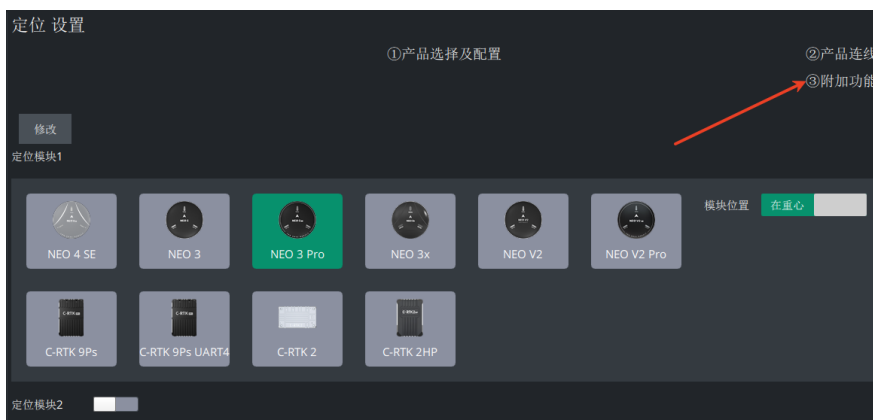 定位 设置
①产品选择及配置
②产品连线
③附加功能
修改
定位模块1
NEO 4 SE
NEO 3
NEO 3 Pro
NEO 3x
NEO V2
NEO V2 Pro
模块位置
在重心
C-RTK 9Ps
C-RTK 9Ps UART4
C-RTK 2
C-RTK 2HP
定位模块2